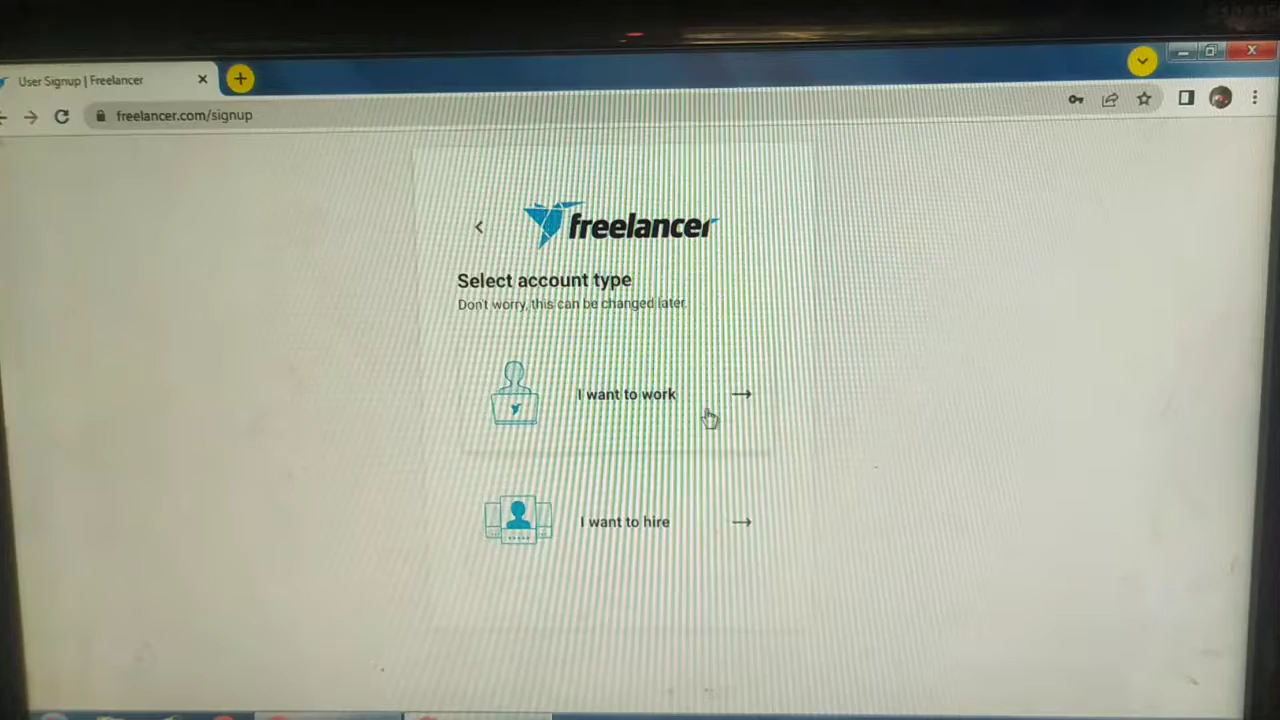 User Signup | Freelancer
freelancer.com/signup
freelancer
Select account type
Don't worry, this can be changed later.
I want to work
I want to hire